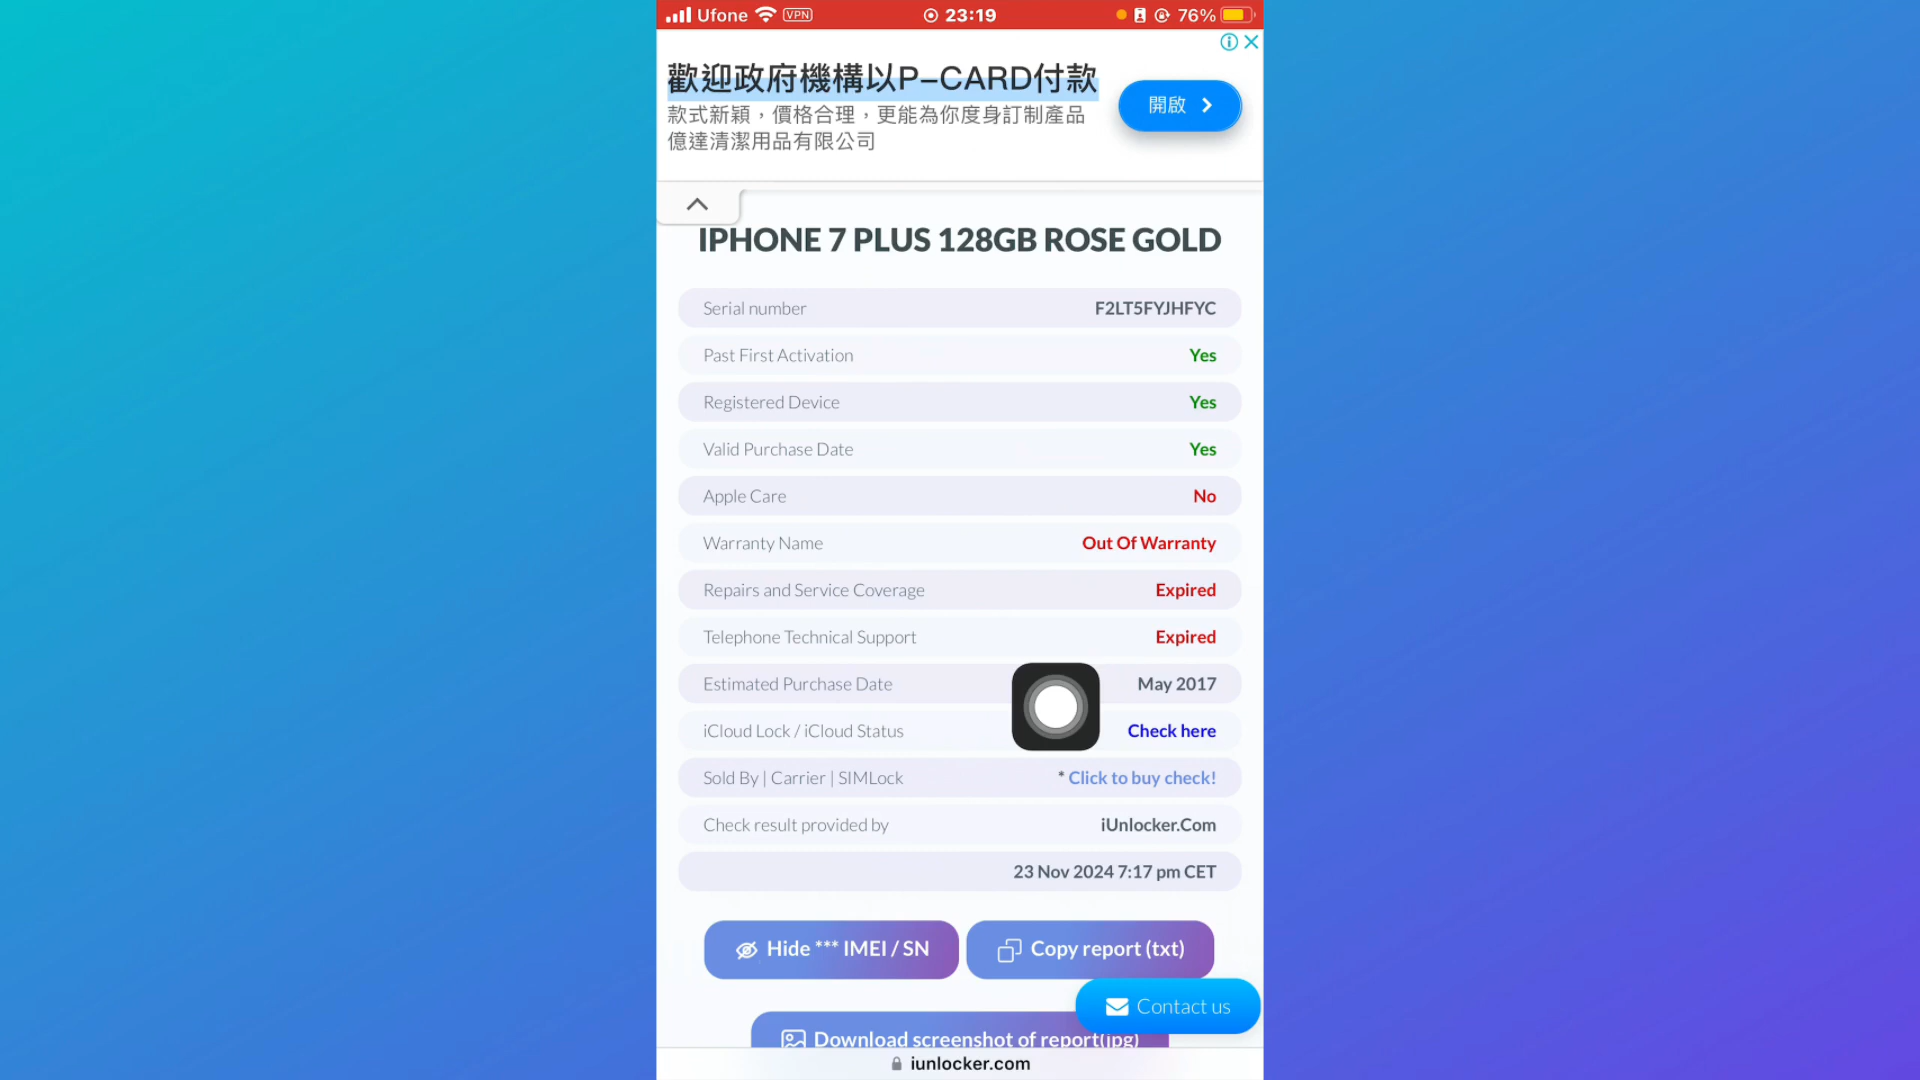 Ufone VPN 23:19 76%
歡迎政府機構以P-CARD付款
款式新穎，價格合理，更能為你度身訂制產品
億達清潔用品有限公司
開啟
IPHONE 7 PLUS 128GB ROSE GOLD
Serial number F2LT5FYJHFYC
Past First Activation Yes
Registered Device Yes
Valid Purchase Date Yes
Apple Care No
Warranty Name Out Of Warranty
Repairs and Service Coverage Expired
Telephone Technical Support Expired
Estimated Purchase Date May 2017
iCloud Lock / iCloud Status Check here
Sold By | Carrier | SIMLock * Click to buy check!
Check result provided by iUnlocker.Com
23 Nov 2024 7:17 pm CET
Hide *** IMEI / SN Copy report (txt)
Contact us
Download screenshot of report(jpg)
iunlocker.com